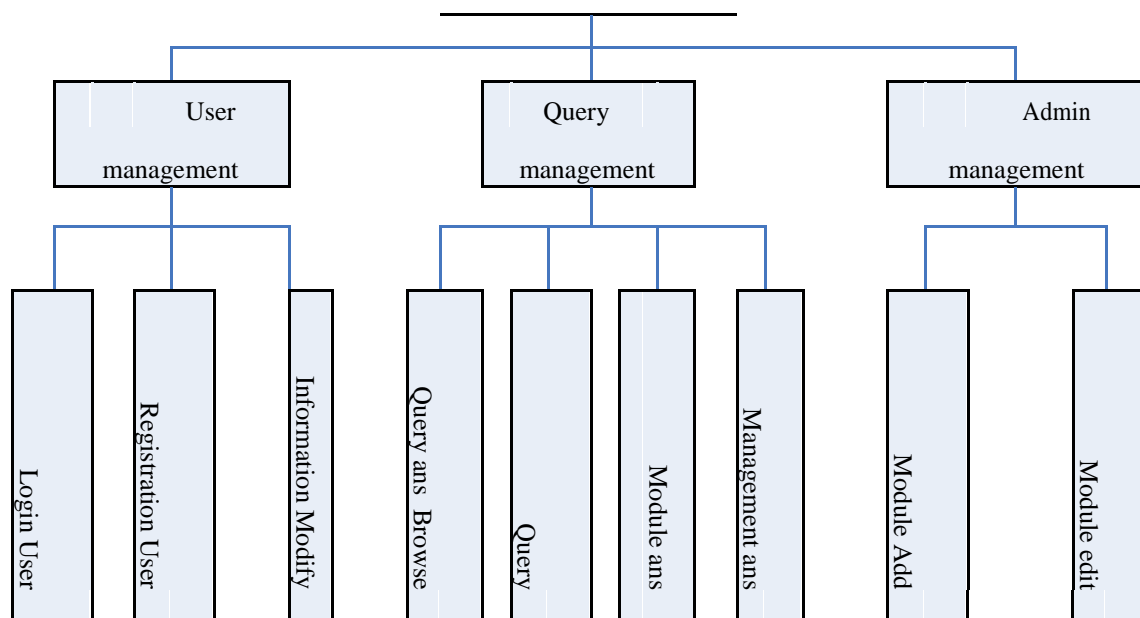 User
management
Query
management
Admin
management
Login User
Registration User
Information Modify
Query ans Browse
Query
Module ans
Management ans
Module Add
Module edit